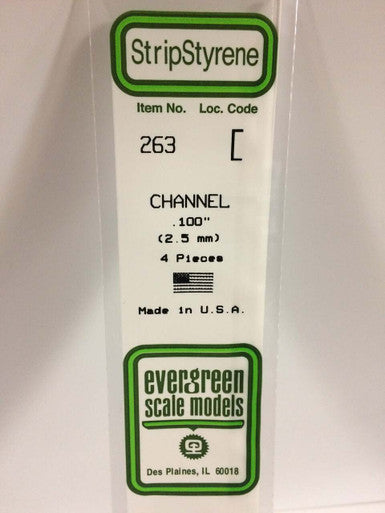 StripStyrene
Item No. Loc. Code
263 [
CHANNEL
.100"
(2.5 mm)
4 Pieces
Made in U.S.A.
evergreen
scale models
Des Plaines, IL 60018